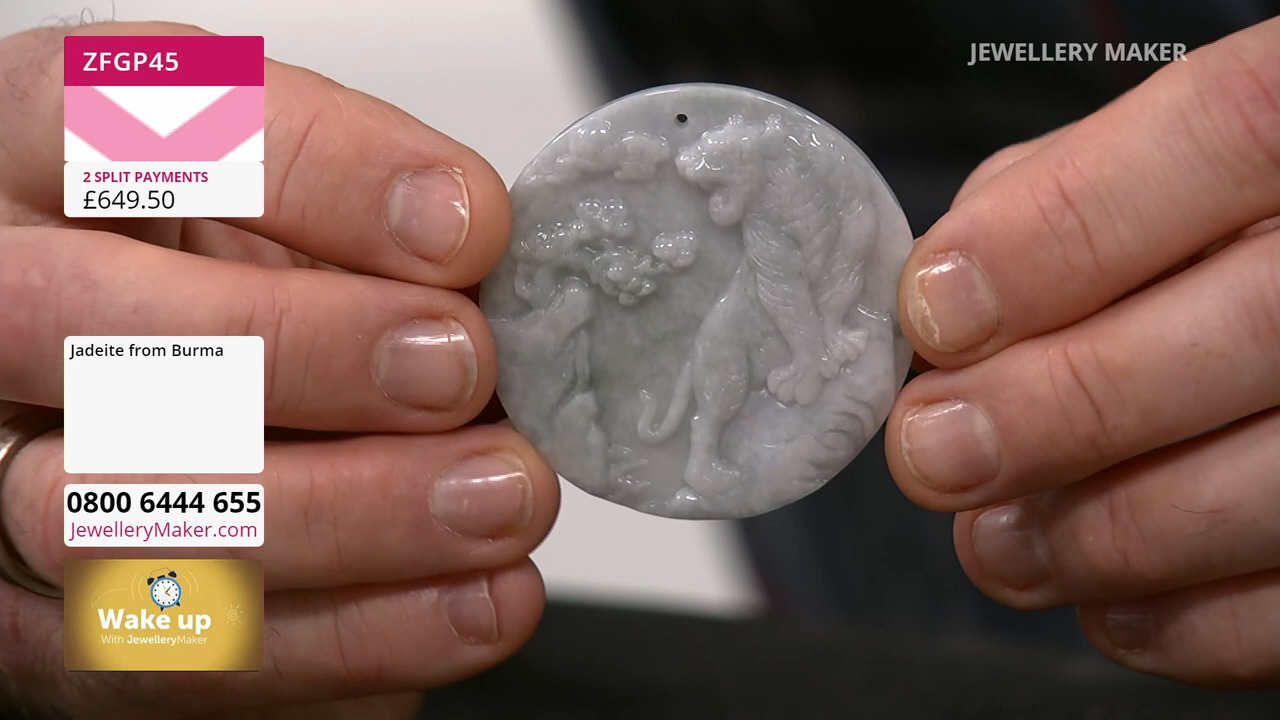 ZFGP45
2 SPLIT PAYMENTS
£649.50
JEWELLERY MAKER
Jadeite from Burma
0800 6444 655
JewelleryMaker.com
Wake up
With JewelleryMaker